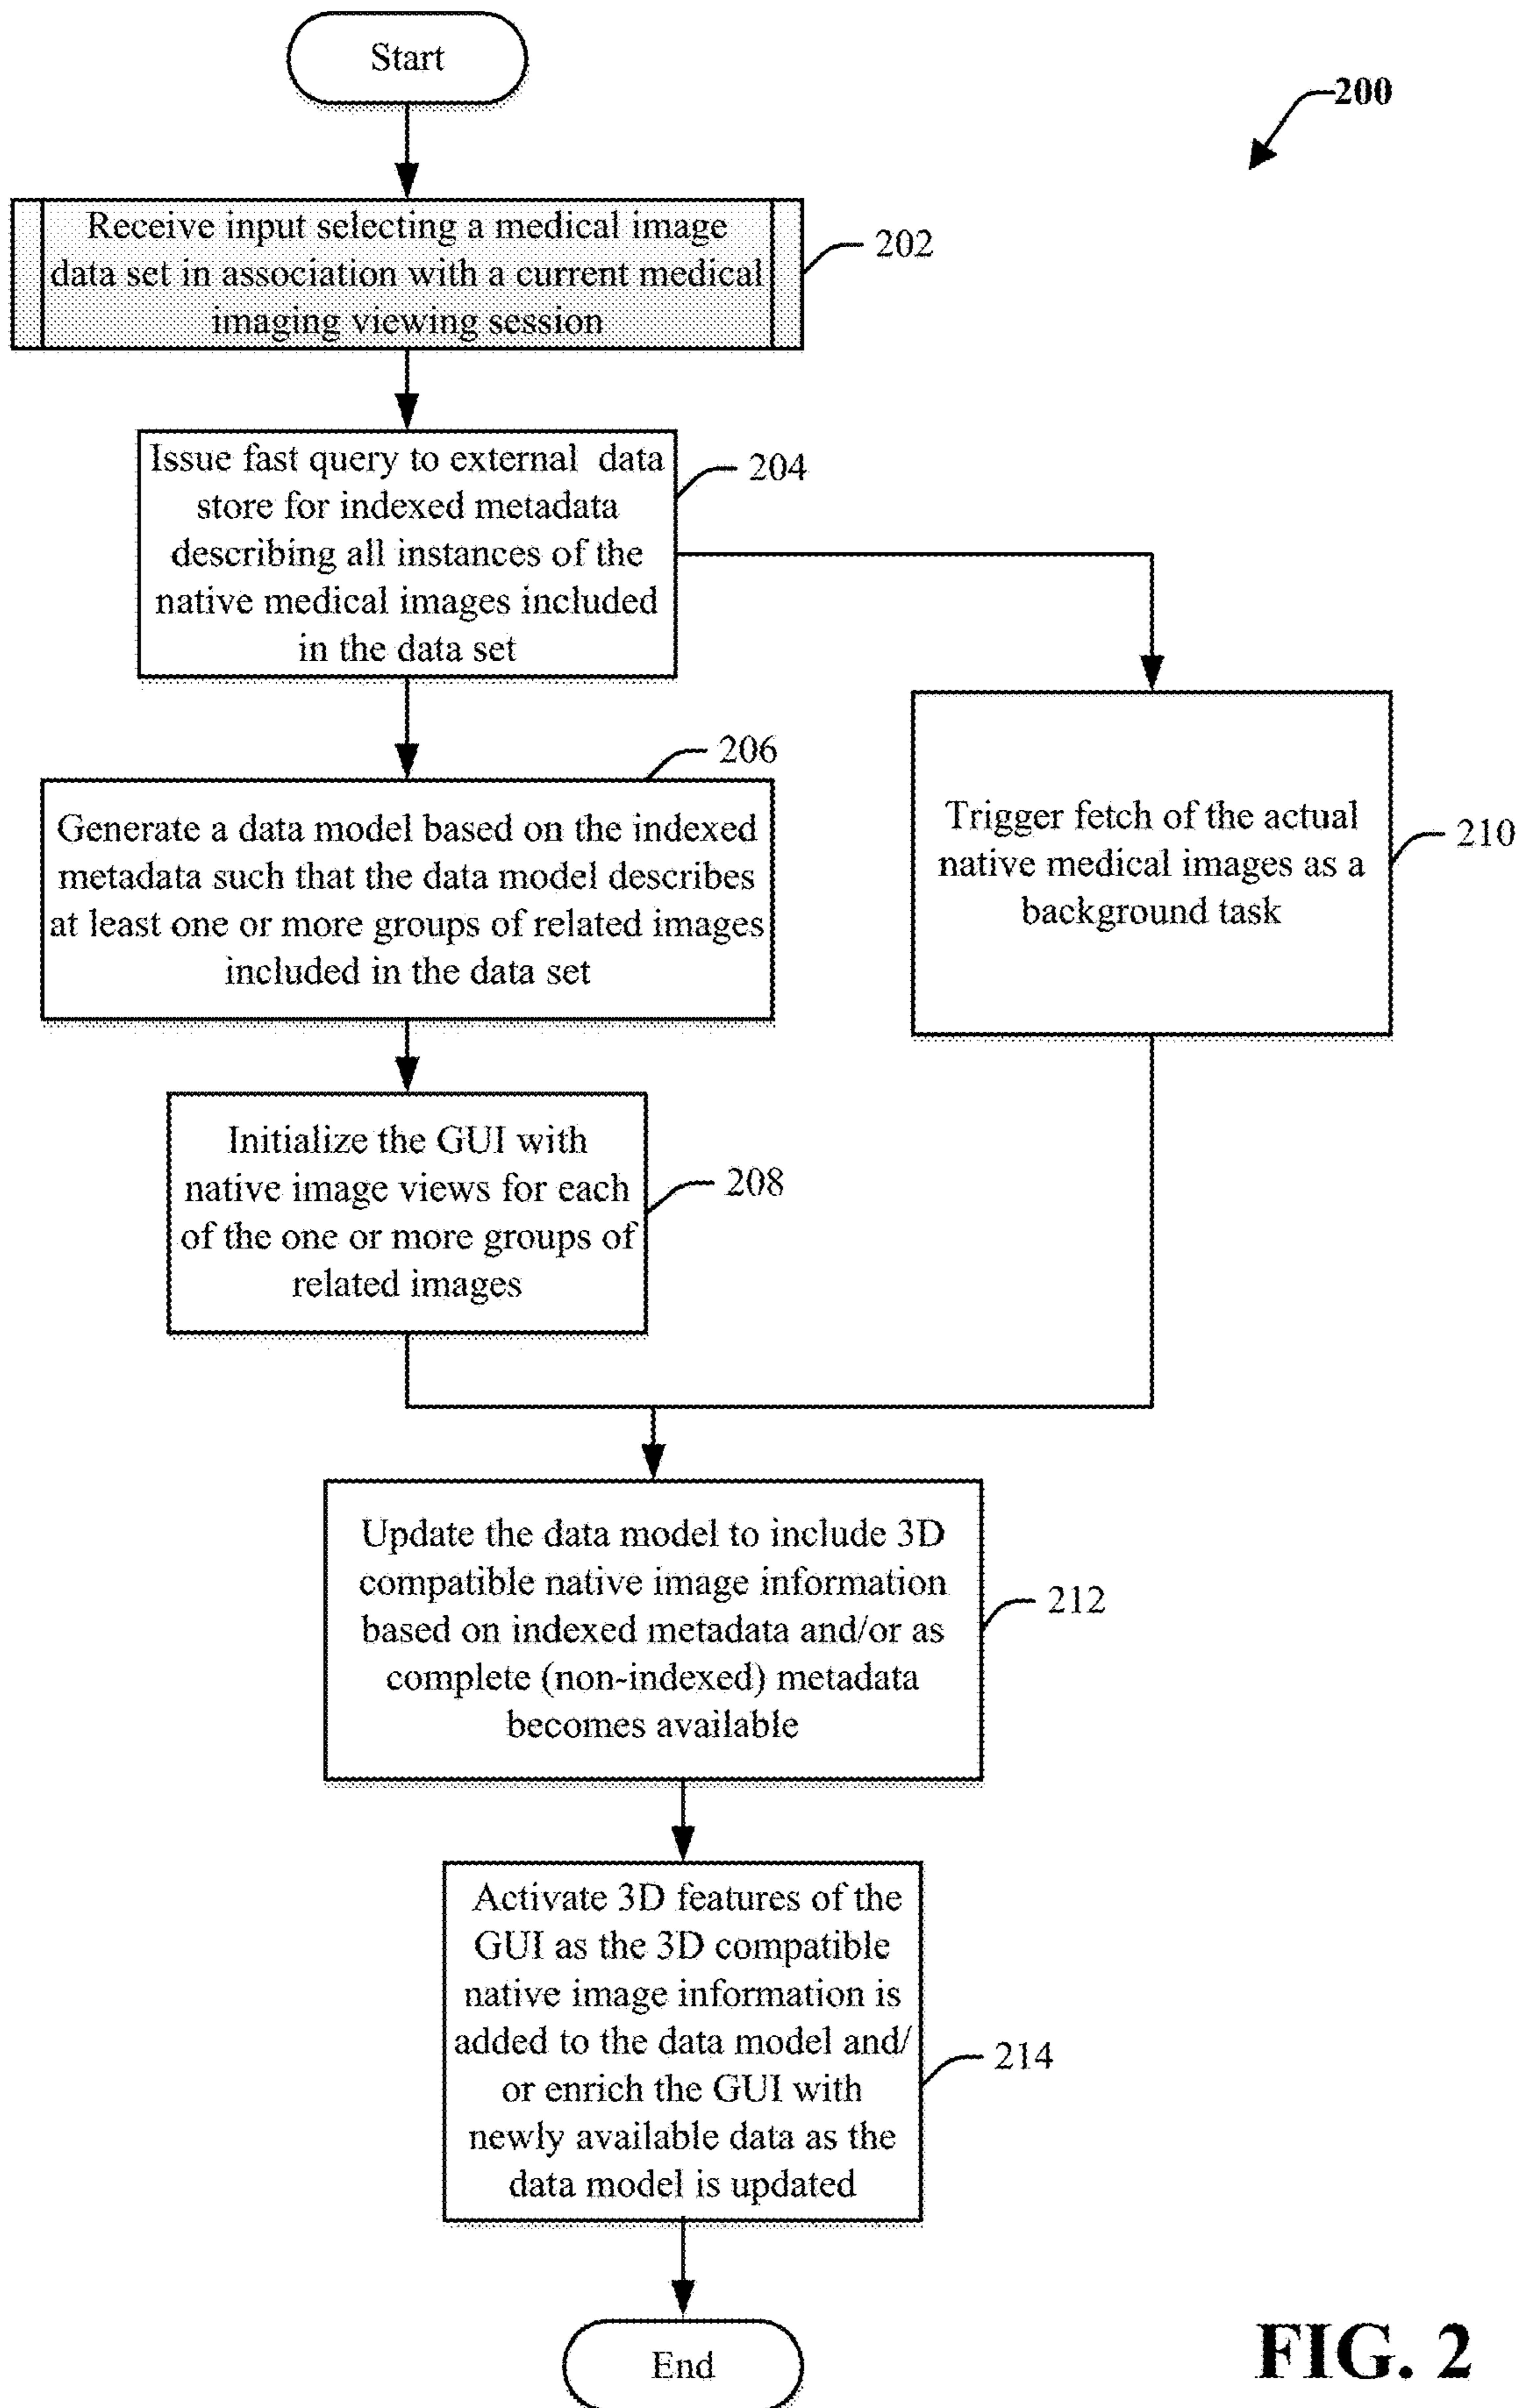 Start
200
Receive input selecting a medical image
data set in association with a current medical
imaging viewing session
202
Issue fast query to external data
store for indexed metadata
describing all instances of the
native medical images included
in the data set
204
206
Generate a data model based on the indexed
metadata such that the data model describes
at least one or more groups of related images
included in the data set
Trigger fetch of the actual
native medical images as a
background task
210
Initialize the GUI with
native image views for each
of the one or more groups of
related images
208
Update the data model to include 3D
compatible native image information
based on indexed metadata and/or as
complete (non-indexed) metadata
becomes available
212
Activate 3D features of the
GUI as the 3D compatible
native image information is
added to the data model and/
or enrich the GUI with
newly available data as the
data model is updated
214
End
FIG. 2